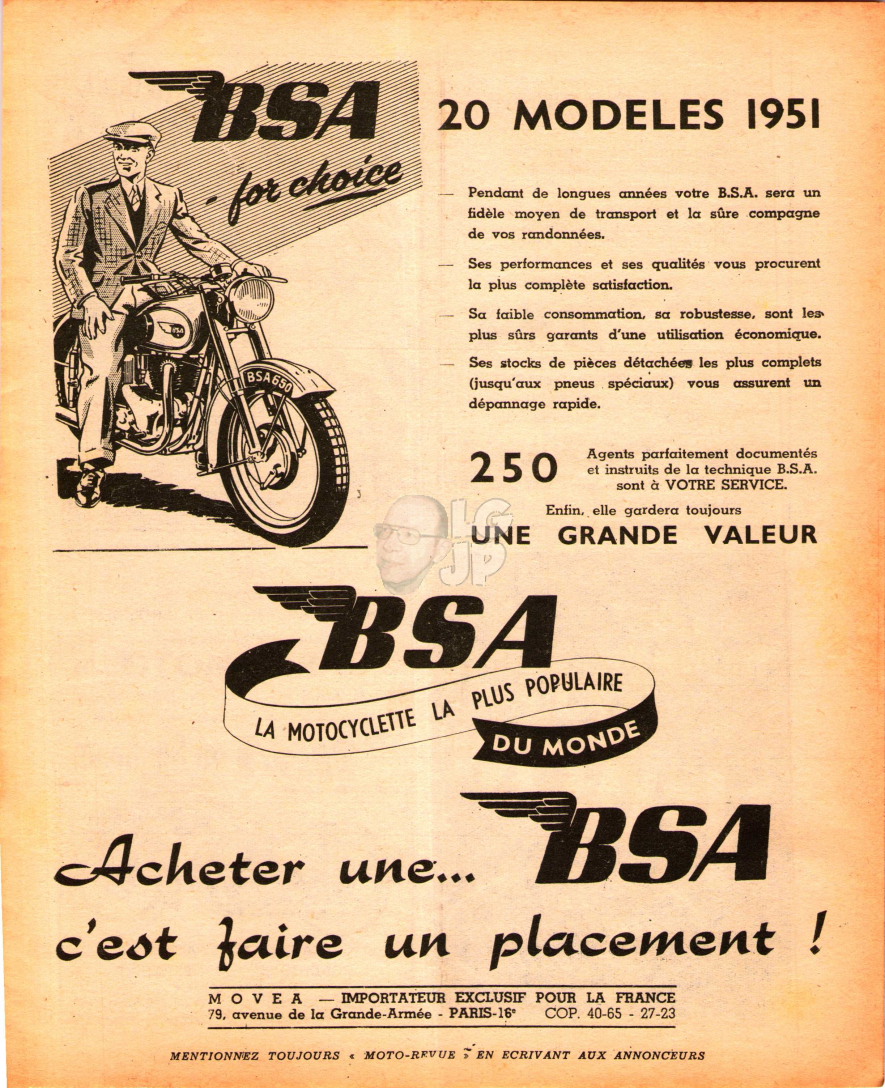 BSA
- for choice
BSA 650
20 MODELES 1951
— Pendant de longues années votre B.S.A. sera un
fidèle moyen de transport et la sûre compagne
de vos randonnées.
— Ses performances et ses qualités vous procurent
la plus complète satisfaction.
— Sa faible consommation, sa robustesse, sont les
plus sûrs garants d'une utilisation économique.
— Ses stocks de pièces détachées les plus complets
(jusqu'aux pneus spéciaux) vous assurent un
dépannage rapide.
250
Agents parfaitement documentés
et instruits de la technique B.S.A.
sont à VOTRE SERVICE.
Enfin, elle gardera toujours
UNE GRANDE VALEUR
3
LG
JP
BSA
LA MOTOCYCLETTE LA PLUS POPULAIRE
DU MONDE
Acheter une... BSA
c'est faire un placement !
MOVEA — IMPORTATEUR EXCLUSIF POUR LA FRANCE
79, avenue de la Grande-Armée - PARIS-16e COP. 40-65 - 27-23
MENTIONNEZ TOUJOURS « MOTO-REVUE » EN ECRIVANT AUX ANNONCEURS